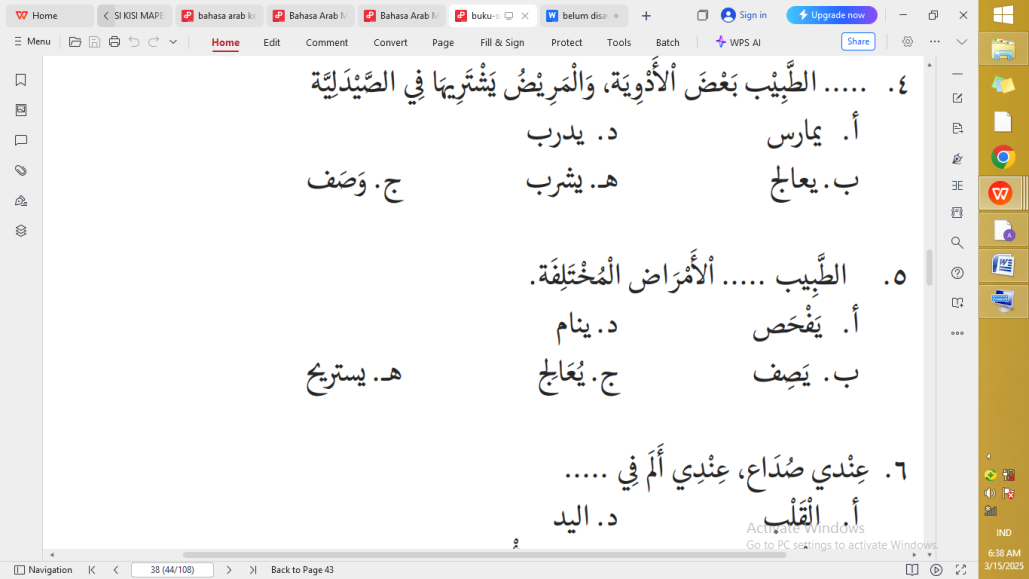 Home
SI KISI MAPE
bahasa arab ke
Bahasa Arab M
Bahasa Arab M
buku-s
belum disa
Sign in
Upgrade now
Menu
Home Edit Comment Convert Page Fill & Sign Protect Tools Batch WPS AI
Share
٤. ..... الطَّبِيْب بَعْضَ اْلأَدْوِيَة، وَالْمَرِيْضُ يَشْتَرِيهَا فِي الصَّيْدَلِيَّة
أ. يمارس د. يدرب
ب. يعالج هـ. يشرب ج. وَصَف
٥. الطَّبِيب ..... اْلأَمْرَاض الْمُخْتَلِفَة.
أ. يَفْحَص د. ينام
ب. يَصِف ج. يُعَالِج هـ. يستريح
٦. عِنْدي صُدَاع، عِنْدِي أَلَم فِي .....
أ. الْقَلْب د. اليد
Activate Windows
Go to PC settings to activate Windows.
Navigation
38 (44/108)
Back to Page 43
IND
6:38 AM
3/15/2025